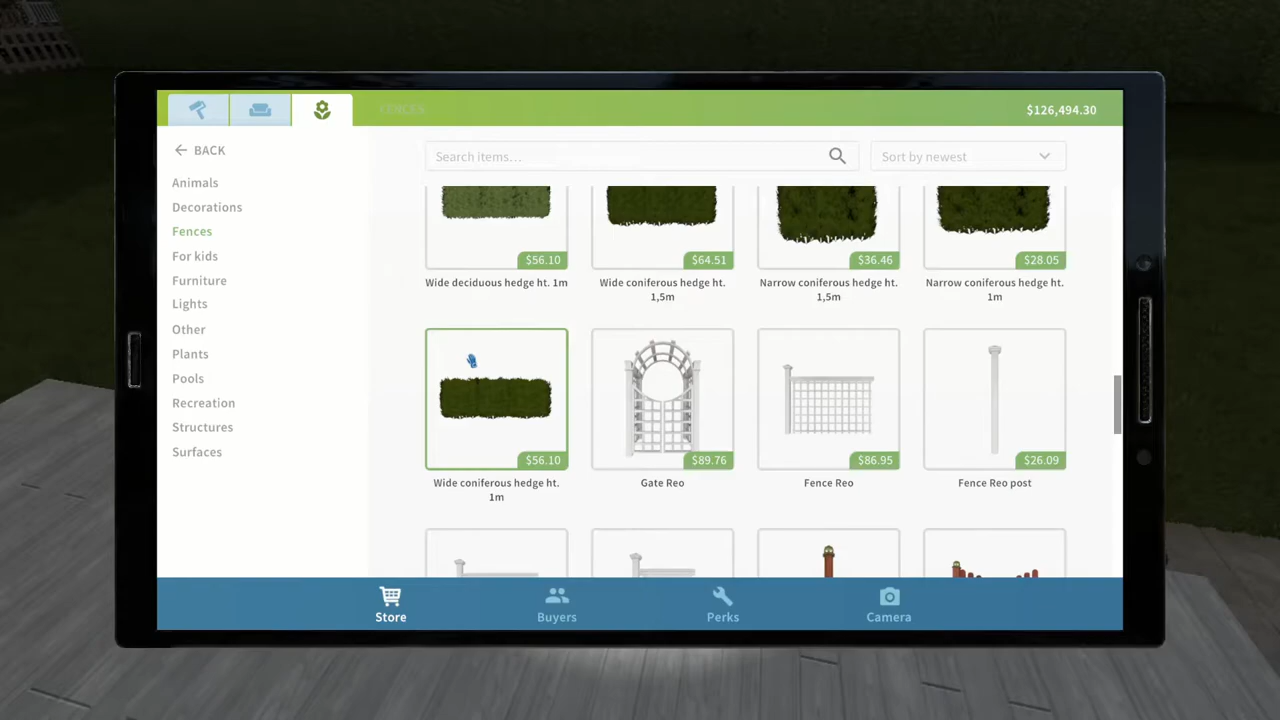 FENCES
$126,494.30
BACK
Search items...
Sort by newest
Animals
Decorations
Fences
For kids
Furniture
Lights
Other
Plants
Pools
Recreation
Structures
Surfaces
$56.10
$64.51
$36.46
$28.05
Wide deciduous hedge ht. 1m
Wide coniferous hedge ht.
1,5m
Narrow coniferous hedge ht.
1,5m
Narrow coniferous hedge ht.
1m
$56.10
$89.76
$86.95
$26.09
Wide coniferous hedge ht.
1m
Gate Reo
Fence Reo
Fence Reo post
Store
Buyers
Perks
Camera